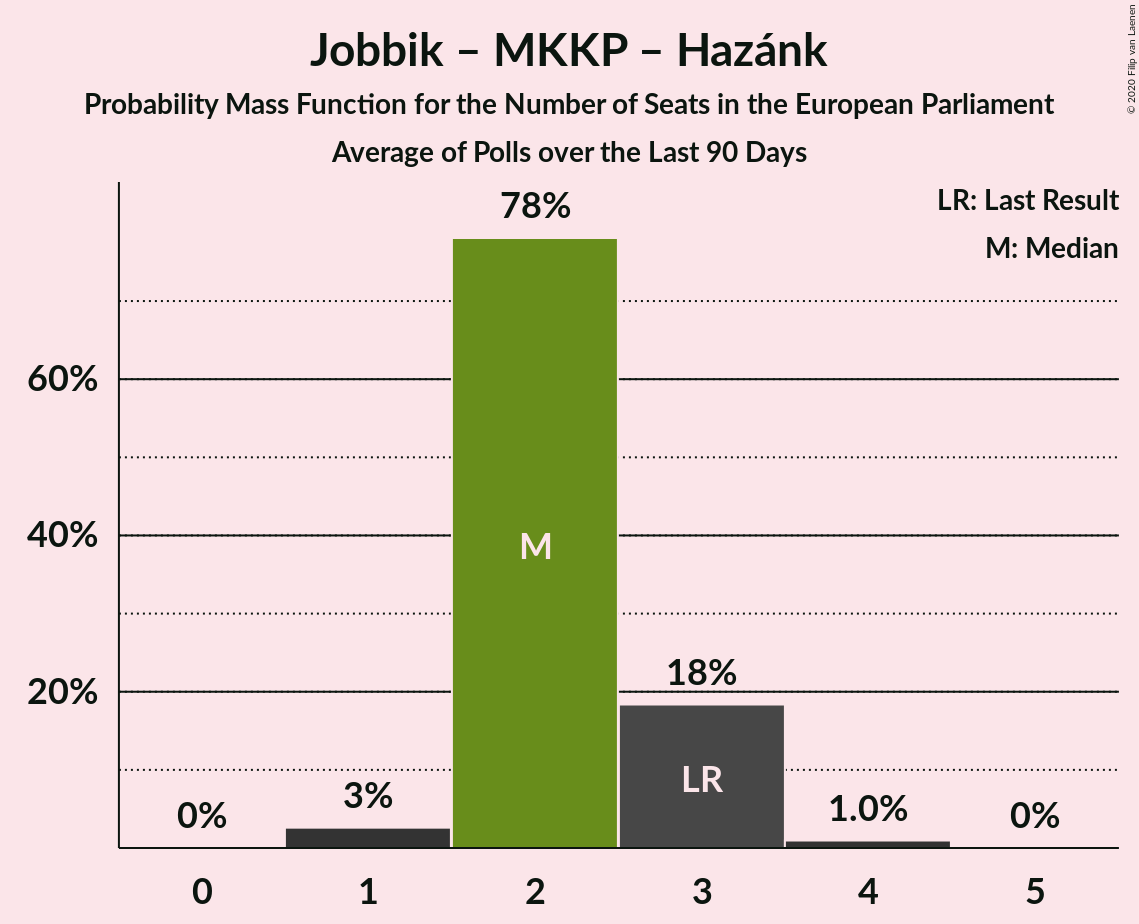 Jobbik – MKKP – Hazánk
Probability Mass Function for the Number of Seats in the European Parliament
Average of Polls over the Last 90 Days
© 2020 Filip van Laenen
LR: Last Result
M: Median
78%
60%
40%
20%
M
18%
LR
3%
0%
1.0%
0%
0 1 2 3 4 5